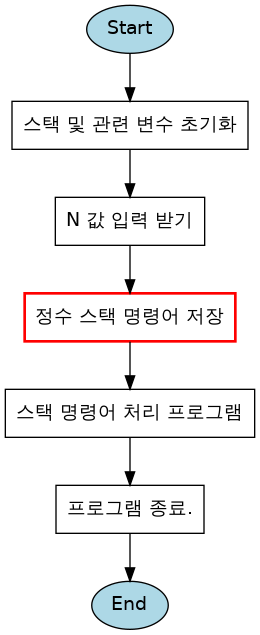 Start
스택 및 관련 변수 초기화
N 값 입력 받기
정수 스택 명령어 저장
스택 명령어 처리 프로그램
프로그램 종료.
End